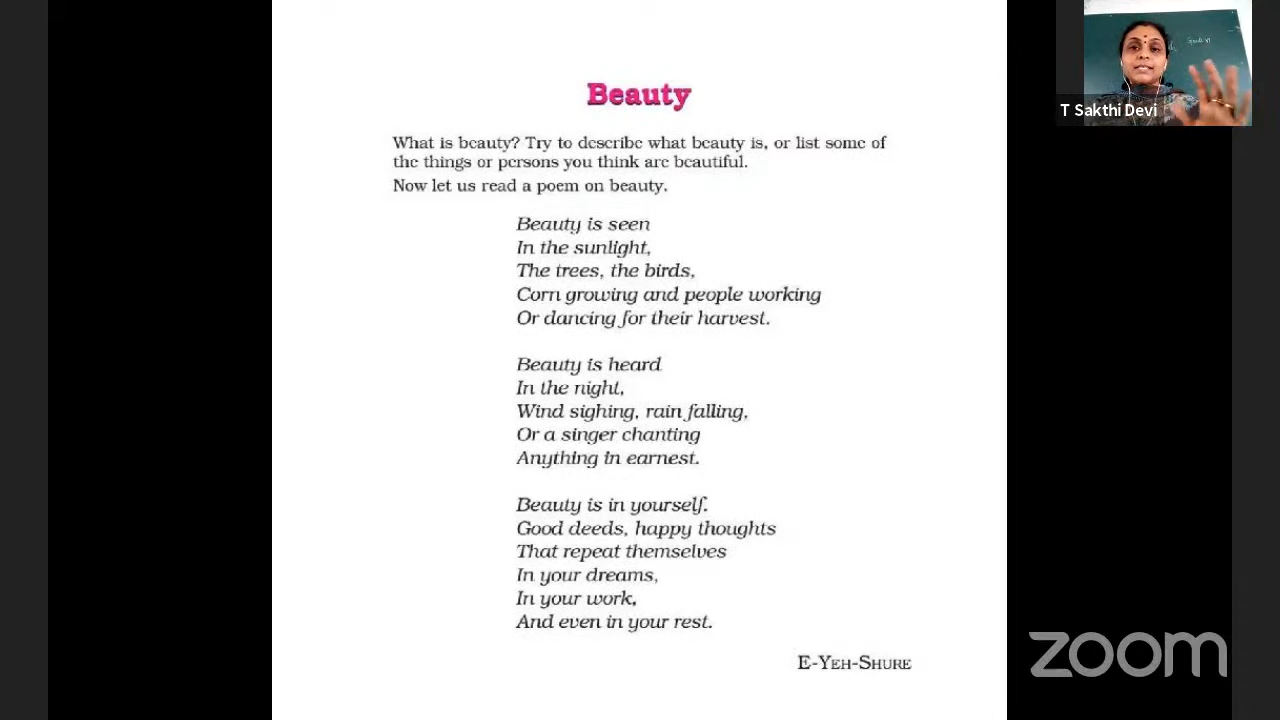 Beauty
What is beauty? Try to describe what beauty is, or list some of
the things or persons you think are beautiful.
Now let us read a poem on beauty.
Beauty is seen
In the sunlight,
The trees, the birds,
Corn growing and people working
Or dancing for their harvest.
Beauty is heard
In the night,
Wind sighing, rain falling,
Or a singer chanting
Anything in earnest.
Beauty is in yourself.
Good deeds, happy thoughts
That repeat themselves
In your dreams,
In your work,
And even in your rest.
E-YEH-SHURE
T Sakthi Devi
zoom